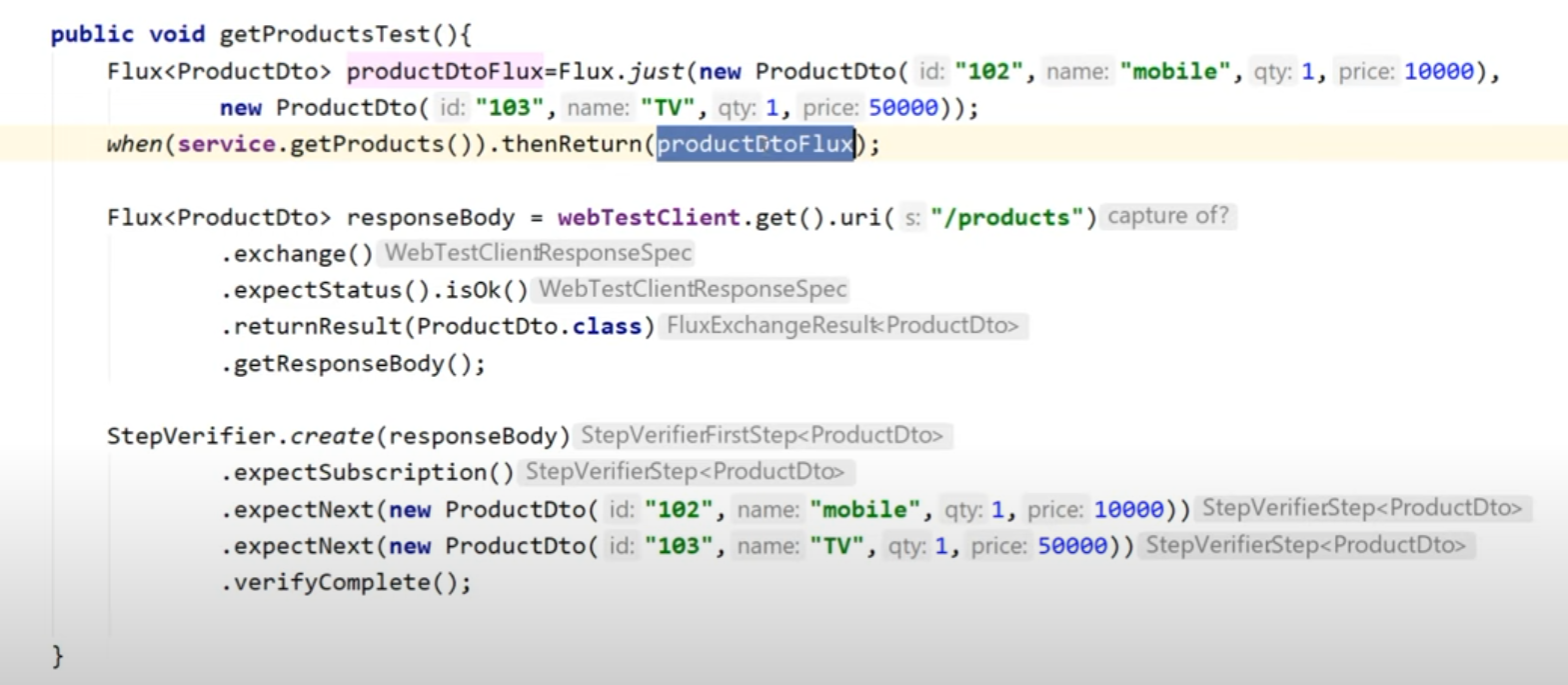 public void getProductsTest(){
Flux<ProductDto> productDtoFlux=Flux.just(new ProductDto( id: "102", name: "mobile", qty: 1, price: 10000),
new ProductDto( id: "103", name: "TV", qty: 1, price: 50000));
when(service.getProducts()).thenReturn(productDtoFlux);
Flux<ProductDto> responseBody = webTestClient.get().uri( s: "/products") capture of?
.exchange() WebTestClientResponseSpec
.expectStatus().isOk() WebTestClientResponseSpec
.returnResult(ProductDto.class) FluxExchangeResult<ProductDto>
.getResponseBody();
StepVerifier.create(responseBody) StepVerifierFirstStep<ProductDto>
.expectSubscription() StepVerifierStep<ProductDto>
.expectNext(new ProductDto( id: "102", name: "mobile", qty: 1, price: 10000)) StepVerifierStep<ProductDto>
.expectNext(new ProductDto( id: "103", name: "TV", qty: 1, price: 50000)) StepVerifierStep<ProductDto>
.verifyComplete();
}